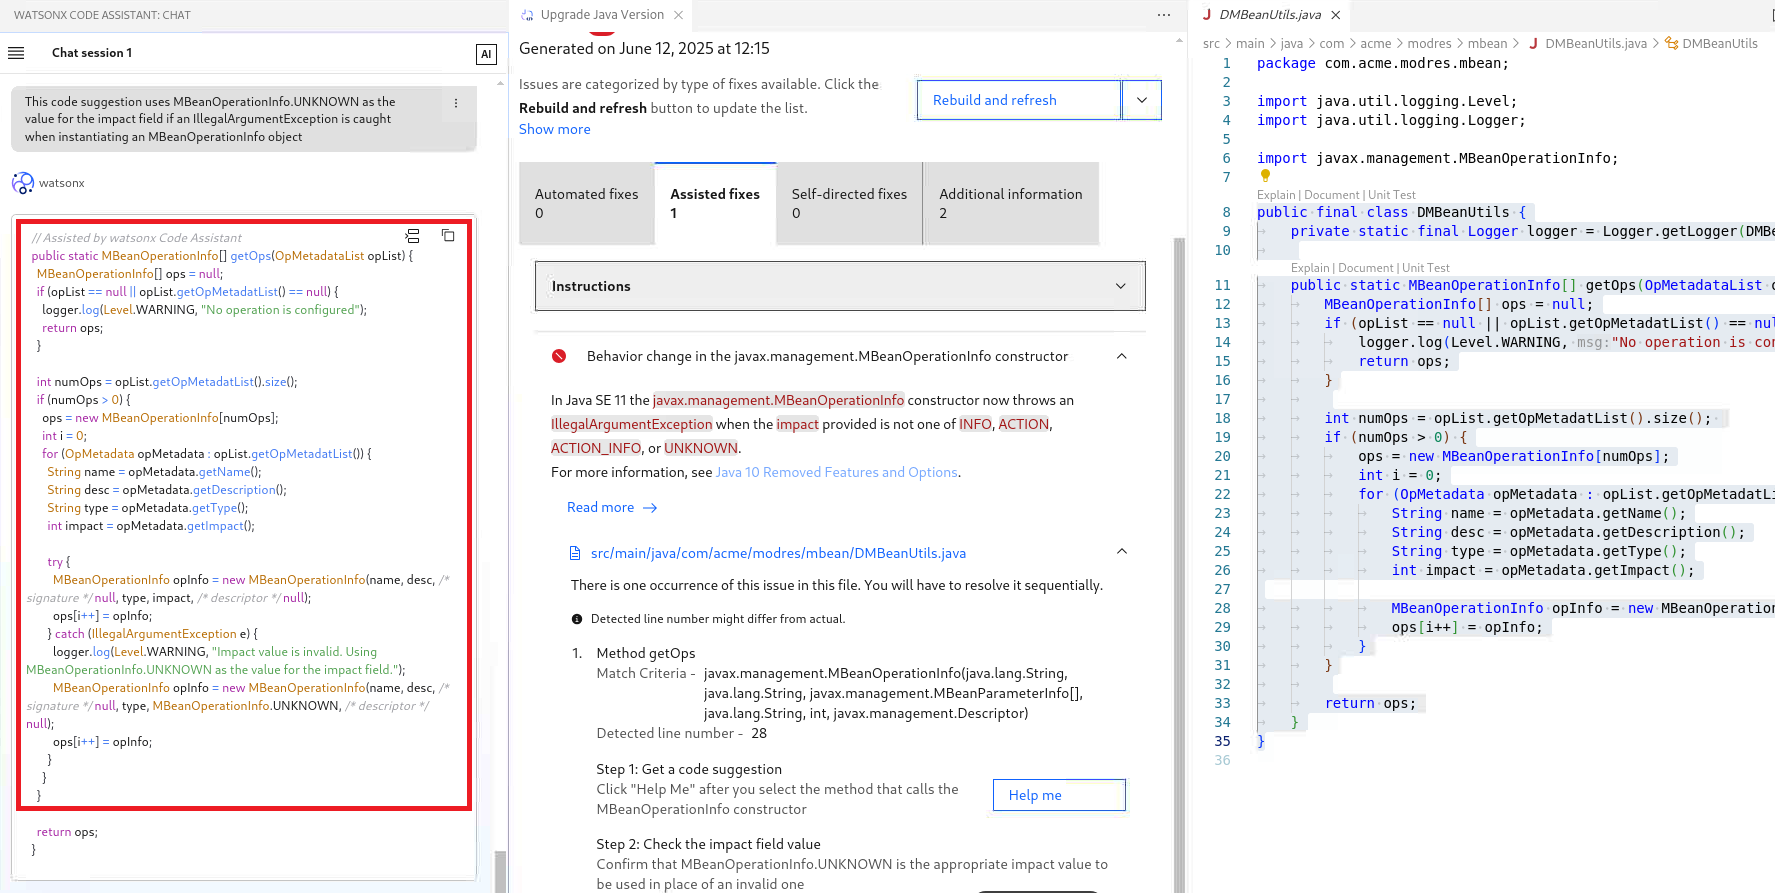 WATSONX CODE ASSISTANT: CHAT
Chat session 1
AI
This code suggestion uses MBeanOperationInfo.UNKNOWN as the
value for the impact field if an IllegalArgumentException is caught
when instantiating an MBeanOperationInfo object
watsonx
// Assisted by watsonx Code Assistant
public static MBeanOperationInfo[] getOps(OpMetadataList opList) {
MBeanOperationInfo[] ops = null;
if (opList == null || opList.getOpMetadatList() == null) {
logger.log(Level.WARNING, "No operation is configured");
return ops;
}
int numOps = opList.getOpMetadatList().size();
if (numOps > 0) {
ops = new MBeanOperationInfo[numOps];
int i = 0;
for (OpMetadata opMetadata : opList.getOpMetadatList()) {
String name = opMetadata.getName();
String desc = opMetadata.getDescription();
String type = opMetadata.getType();
int impact = opMetadata.getImpact();
try {
MBeanOperationInfo opInfo = new MBeanOperationInfo(name, desc, /*
signature */ null, type, impact, /* descriptor */ null);
ops[i++] = opInfo;
} catch (IllegalArgumentException e) {
logger.log(Level.WARNING, "Impact value is invalid. Using
MBeanOperationInfo.UNKNOWN as the value for the impact field.");
MBeanOperationInfo opInfo = new MBeanOperationInfo(name, desc, /*
signature */ null, type, MBeanOperationInfo.UNKNOWN, /* descriptor */
null);
ops[i++] = opInfo;
}
}
}
return ops;
}
Upgrade Java Version
Generated on June 12, 2025 at 12:15
Issues are categorized by type of fixes available. Click the
Rebuild and refresh button to update the list.
Show more
Rebuild and refresh
Automated fixes
0
Assisted fixes
1
Self-directed fixes
0
Additional information
2
Instructions
Behavior change in the javax.management.MBeanOperationInfo constructor
In Java SE 11 the javax.management.MBeanOperationInfo constructor now throws an
IllegalArgumentException when the impact provided is not one of INFO, ACTION,
ACTION_INFO, or UNKNOWN.
For more information, see Java 10 Removed Features and Options.
Read more
src/main/java/com/acme/modres/mbean/DMBeanUtils.java
There is one occurrence of this issue in this file. You will have to resolve it sequentially.
Detected line number might differ from actual.
1. Method getOps
Match Criteria - javax.management.MBeanOperationInfo(java.lang.String,
java.lang.String, javax.management.MBeanParameterInfo[],
java.lang.String, int, javax.management.Descriptor)
Detected line number - 28
Step 1: Get a code suggestion
Click "Help Me" after you select the method that calls the
MBeanOperationInfo constructor
Help me
Step 2: Check the impact field value
Confirm that MBeanOperationInfo.UNKNOWN is the appropriate impact value to
be used in place of an invalid one
J DMBeanUtils.java
src > main > java > com > acme > modres > mbean > J DMBeanUtils.java > DMBeanUtils
1 package com.acme.modres.mbean;
2
3 import java.util.logging.Level;
4 import java.util.logging.Logger;
5
6 import javax.management.MBeanOperationInfo;
7
Explain | Document | Unit Test
8 public final class DMBeanUtils {
9 private static final Logger logger = Logger.getLogger(DMBe
10
Explain | Document | Unit Test
11 public static MBeanOperationInfo[] getOps(OpMetadataList o
12 MBeanOperationInfo[] ops = null;
13 if (opList == null || opList.getOpMetadatList() == nul
14 logger.log(Level.WARNING, msg:"No operation is con
15 return ops;
16 }
17
18 int numOps = opList.getOpMetadatList().size();
19 if (numOps > 0) {
20 ops = new MBeanOperationInfo[numOps];
21 int i = 0;
22 for (OpMetadata opMetadata : opList.getOpMetadatLi
23 String name = opMetadata.getName();
24 String desc = opMetadata.getDescription();
25 String type = opMetadata.getType();
26 int impact = opMetadata.getImpact();
27
28 MBeanOperationInfo opInfo = new MBeanOperation
29 ops[i++] = opInfo;
30 }
31 }
32
33 return ops;
34 }
35 }
36